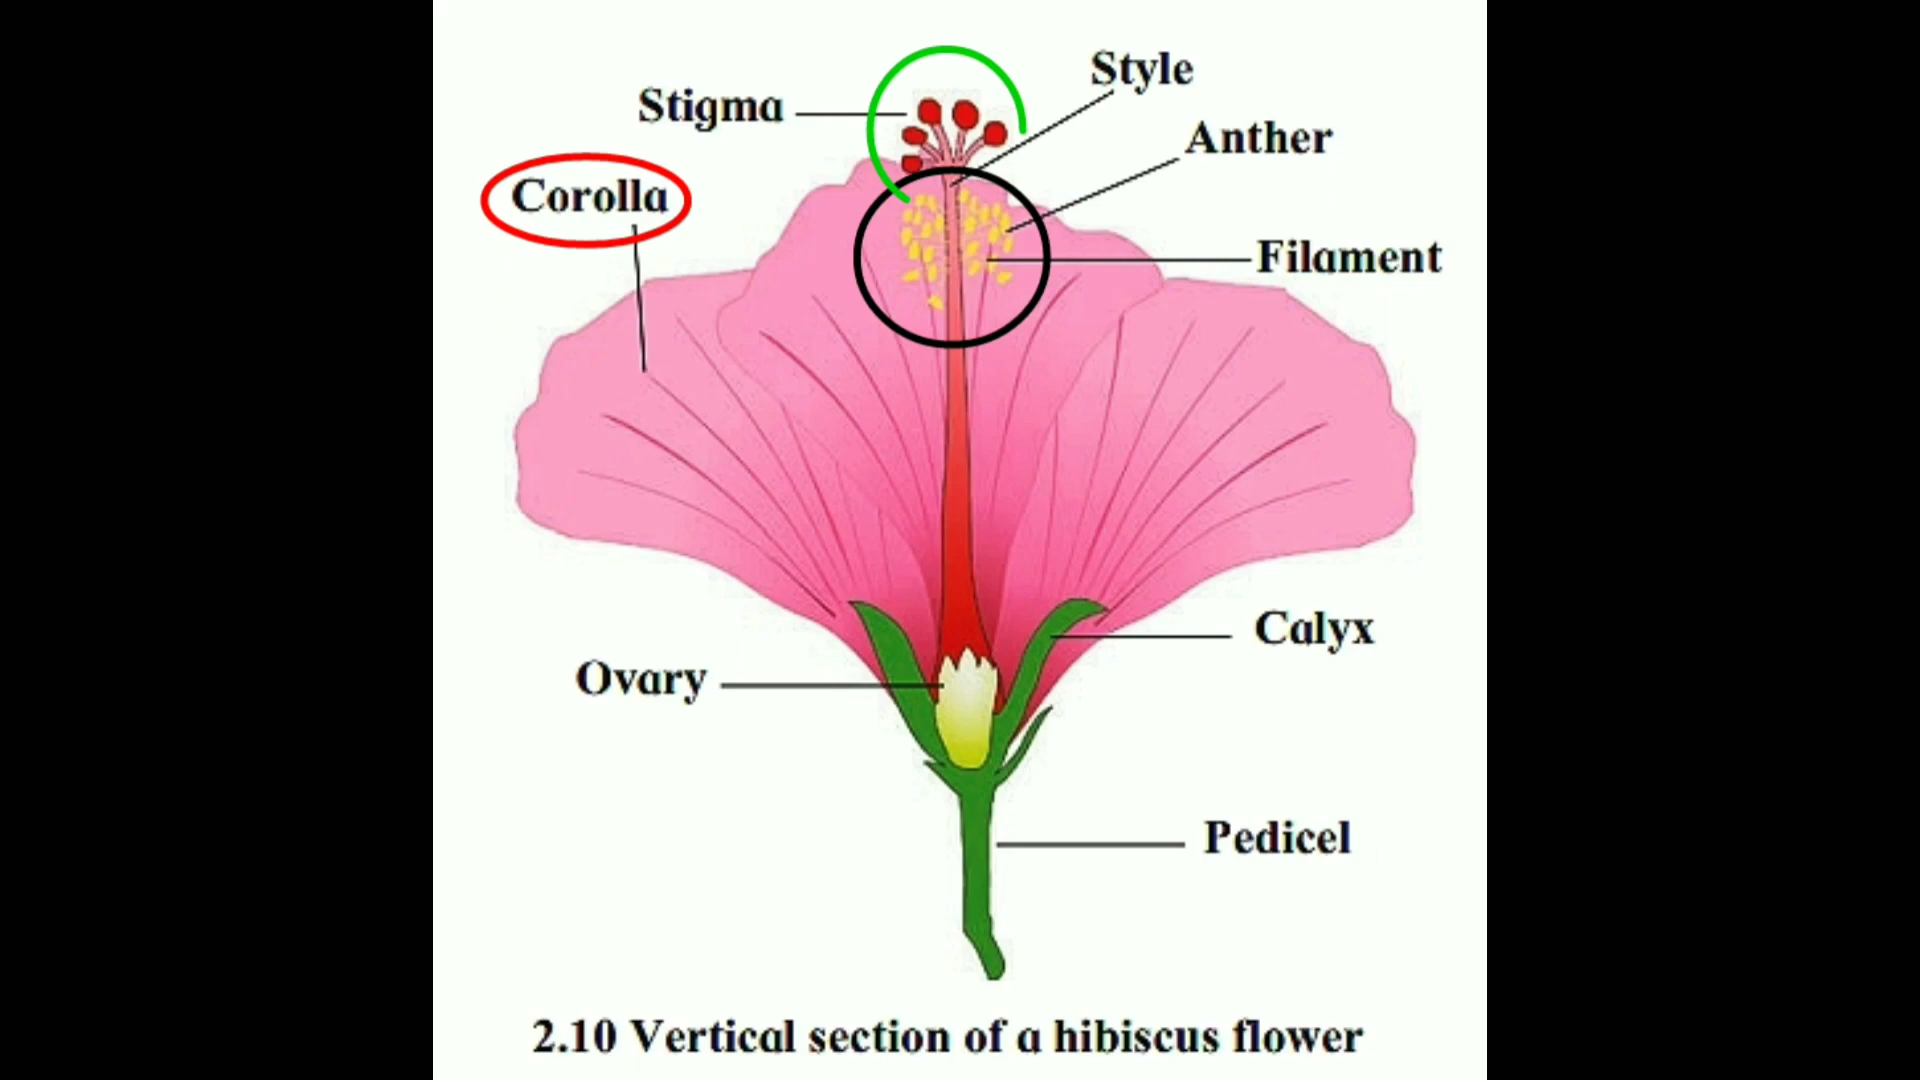 Style
Stigma
Anther
Corolla
Filament
Calyx
Ovary
Pedicel
2.10 Vertical section of a hibiscus flower